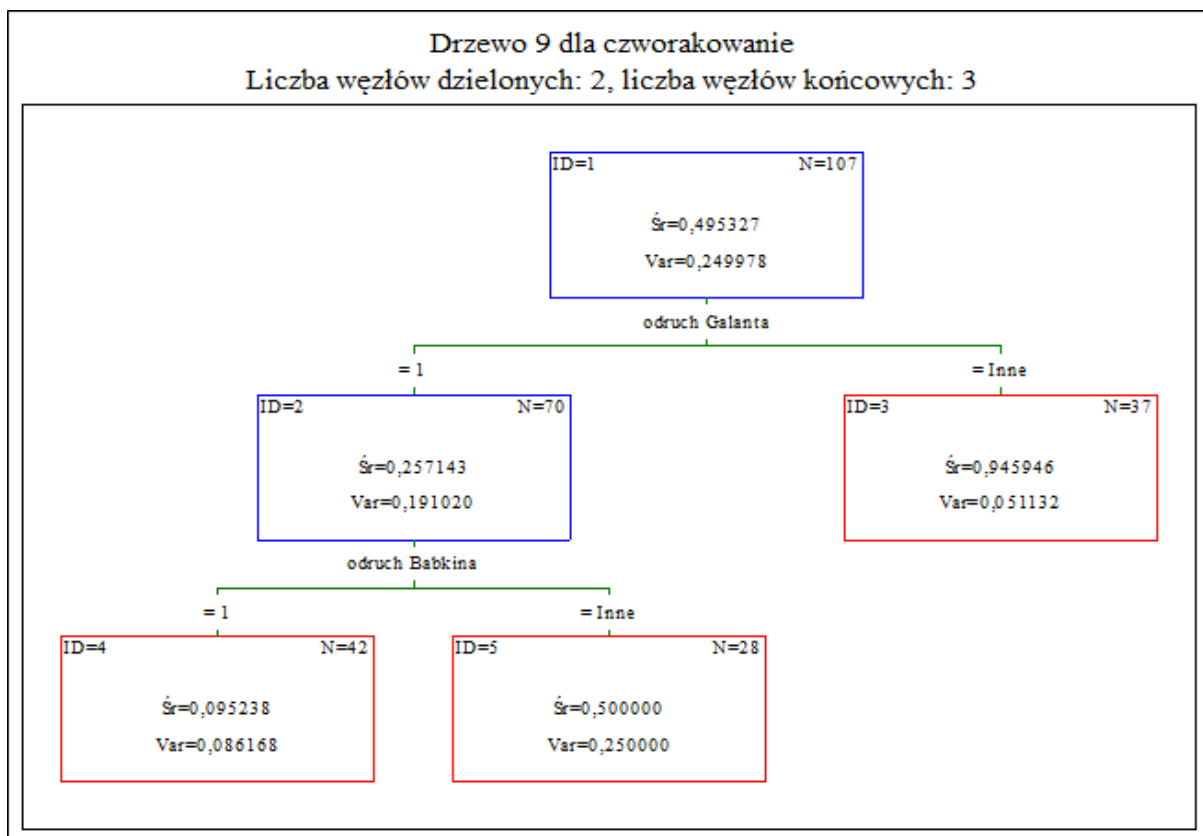 Drzewo 9 dla czworakowanie
Liczba węzłów dzielonych: 2, liczba węzłów końcowych: 3
ID=1 N=107
Śr=0,495327
Var=0,249978
odruch Galanta
= 1 = Inne
ID=2 N=70 ID=3 N=37
Śr=0,257143 Śr=0,945946
Var=0,191020 Var=0,051132
odruch Babkina
= 1 = Inne
ID=4 N=42 ID=5 N=28
Śr=0,095238 Śr=0,500000
Var=0,086168 Var=0,250000